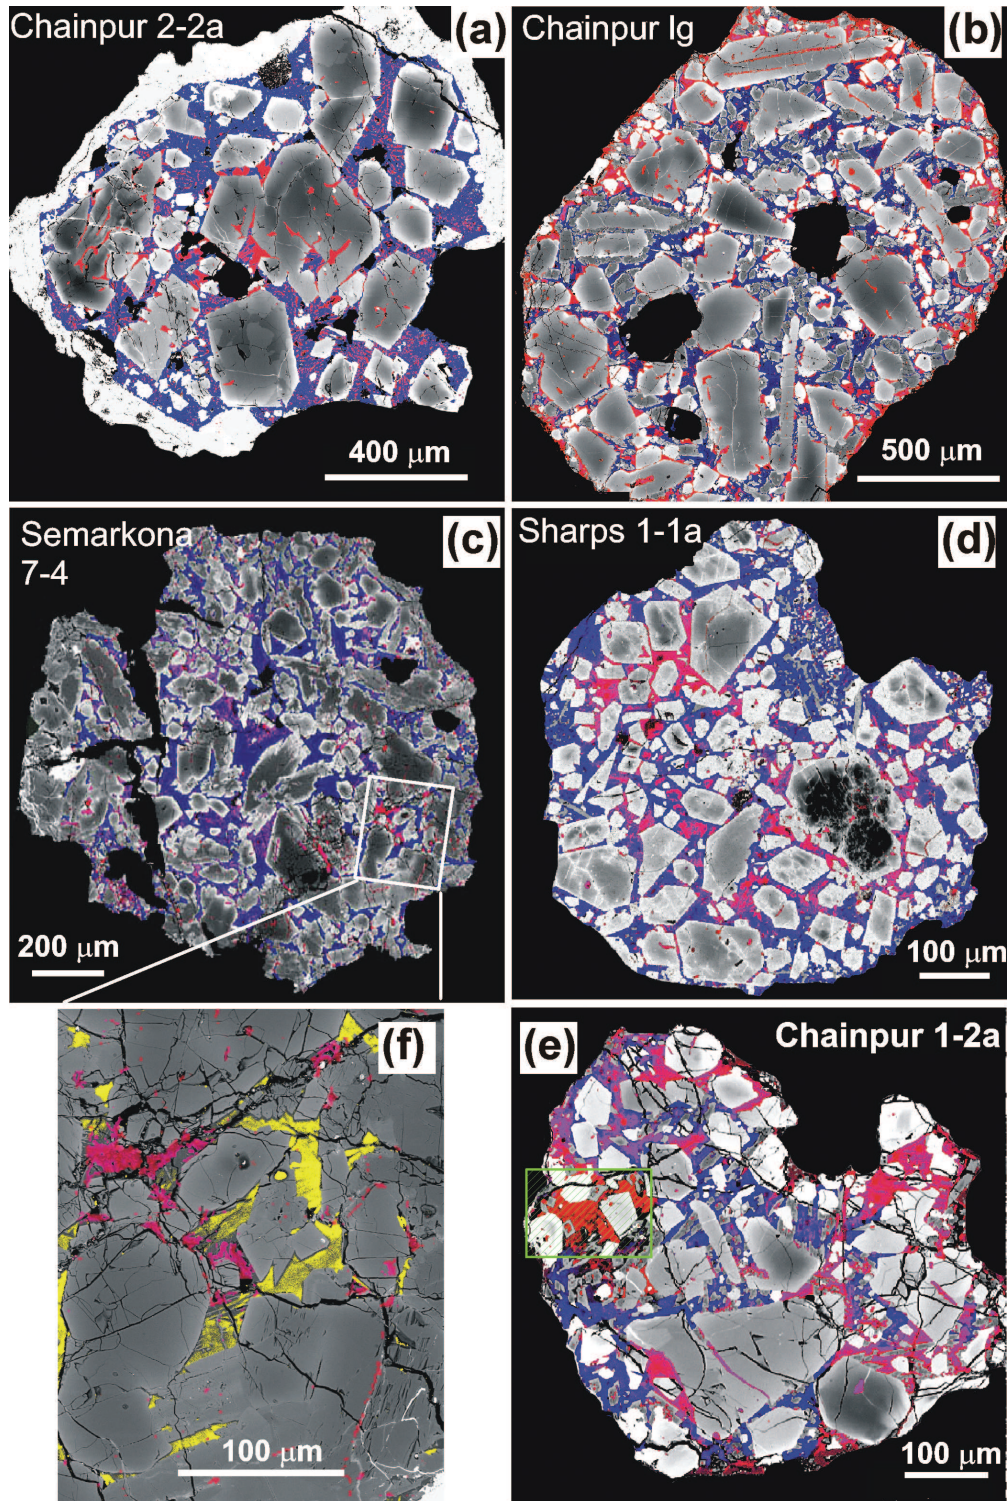 Chainpur 2-2a
(a)
400 µm
Chainpur Ig
(b)
500 µm
Semarkona
7-4
(c)
200 µm
Sharps 1-1a
(d)
100 µm
(f)
100 µm
(e)
Chainpur 1-2a
100 µm